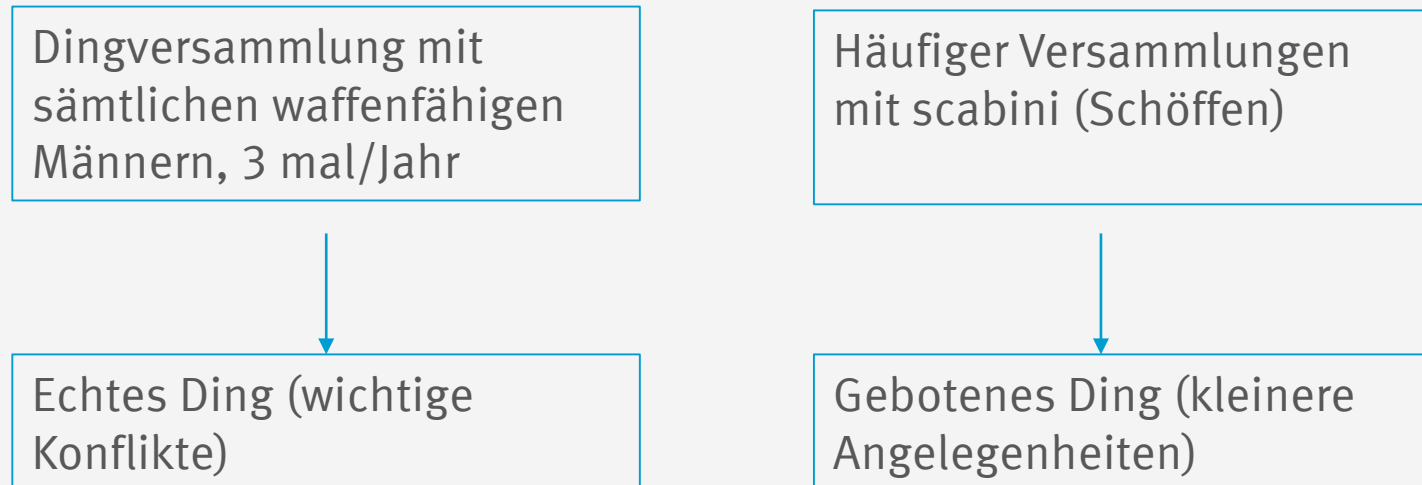 Dingversammlung mit
sämtlichen waffenfähigen
Männern, 3 mal/Jahr
Häufiger Versammlungen
mit scabini (Schöffen)
Echtes Ding (wichtige
Konflikte)
Gebotenes Ding (kleinere
Angelegenheiten)